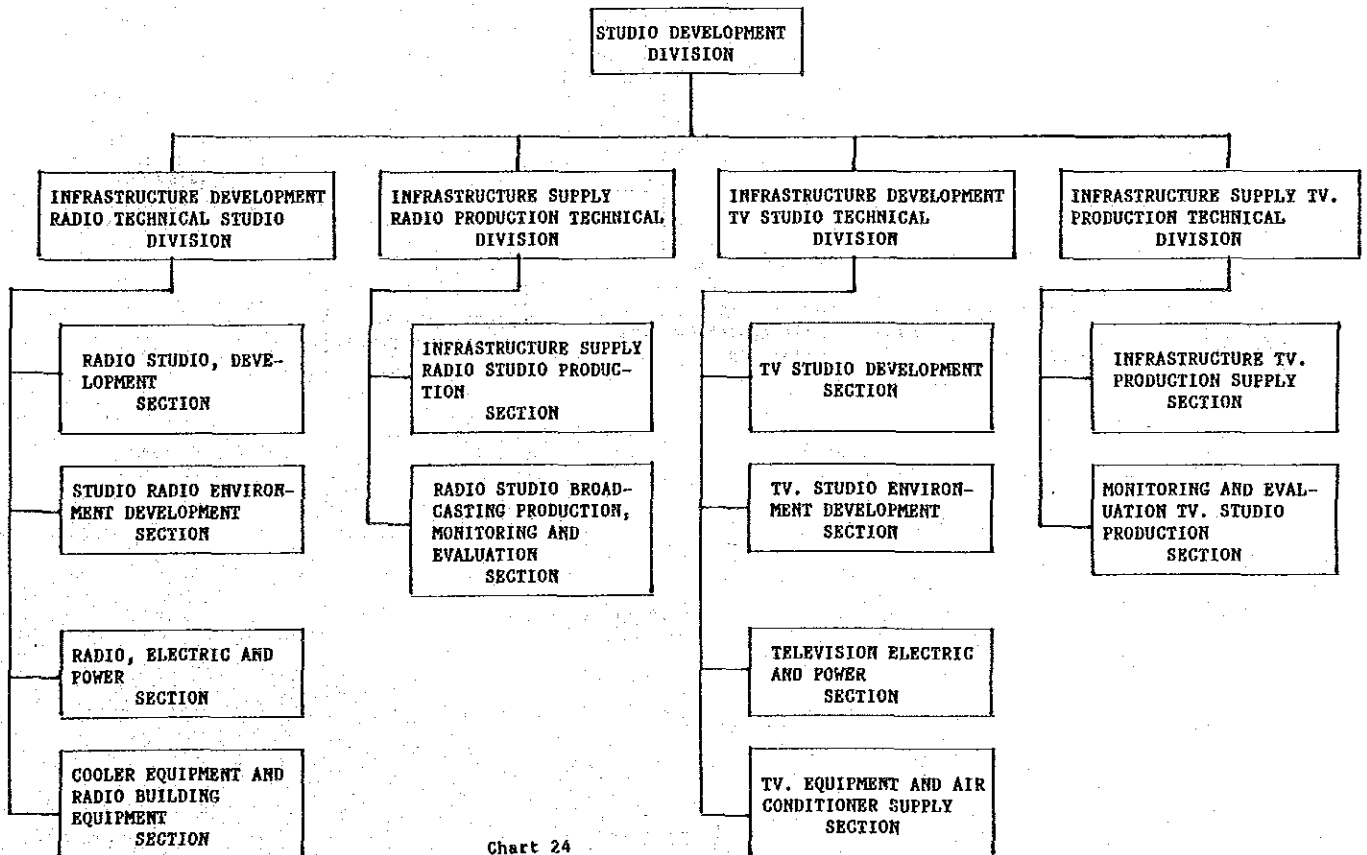 STUDIO DEVELOPMENT
DIVISION
INFRASTRUCTURE DEVELOPMENT
RADIO TECHNICAL STUDIO
DIVISION
INFRASTRUCTURE SUPPLY
RADIO PRODUCTION TECHNICAL
DIVISION
INFRASTRUCTURE DEVELOPMENT
TV STUDIO TECHNICAL
DIVISION
INFRASTRUCTURE SUPPLY TV.
PRODUCTION TECHNICAL
DIVISION
RADIO STUDIO, DEVE-
LOPMENT
SECTION
STUDIO RADIO ENVIRON-
MENT DEVELOPMENT
SECTION
RADIO, ELECTRIC AND
POWER
SECTION
COOLER EQUIPMENT AND
RADIO BUILDING
EQUIPMENT
SECTION
INFRASTRUCTURE SUPPLY
RADIO STUDIO PRODUC-
TION
SECTION
RADIO STUDIO BROAD-
CASTING PRODUCTION,
MONITORING AND
EVALUATION
SECTION
TV STUDIO DEVELOPMENT
SECTION
TV. STUDIO ENVIRON-
MENT DEVELOPMENT
SECTION
TELEVISION ELECTRIC
AND POWER
SECTION
TV. EQUIPMENT AND AIR
CONDITIONER SUPPLY
SECTION
INFRASTRUCTURE TV.
PRODUCTION SUPPLY
SECTION
MONITORING AND EVAL-
UATION TV. STUDIO
PRODUCTION
SECTION
Chart 24